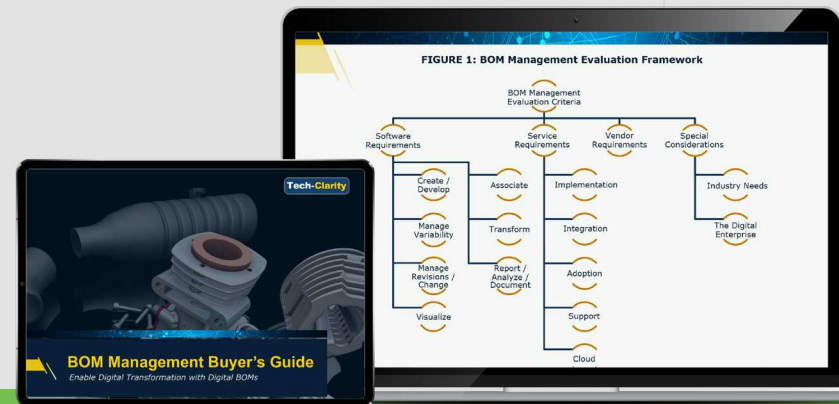 FIGURE 1: BOM Management Evaluation Framework
BOM Management
Evaluation Criteria
Software
Requirements
Service
Requirements
Vendor
Requirements
Special
Considerations
Create /
Develop
Associate
Implementation
Industry Needs
Manage
Variability
Transform
Integration
The Digital
Enterprise
Manage
Revisions /
Change
Report /
Analyze /
Document
Adoption
Visualize
Support
Cloud
Tech-Clarity
BOM Management Buyer's Guide
Enable Digital Transformation with Digital BOMs